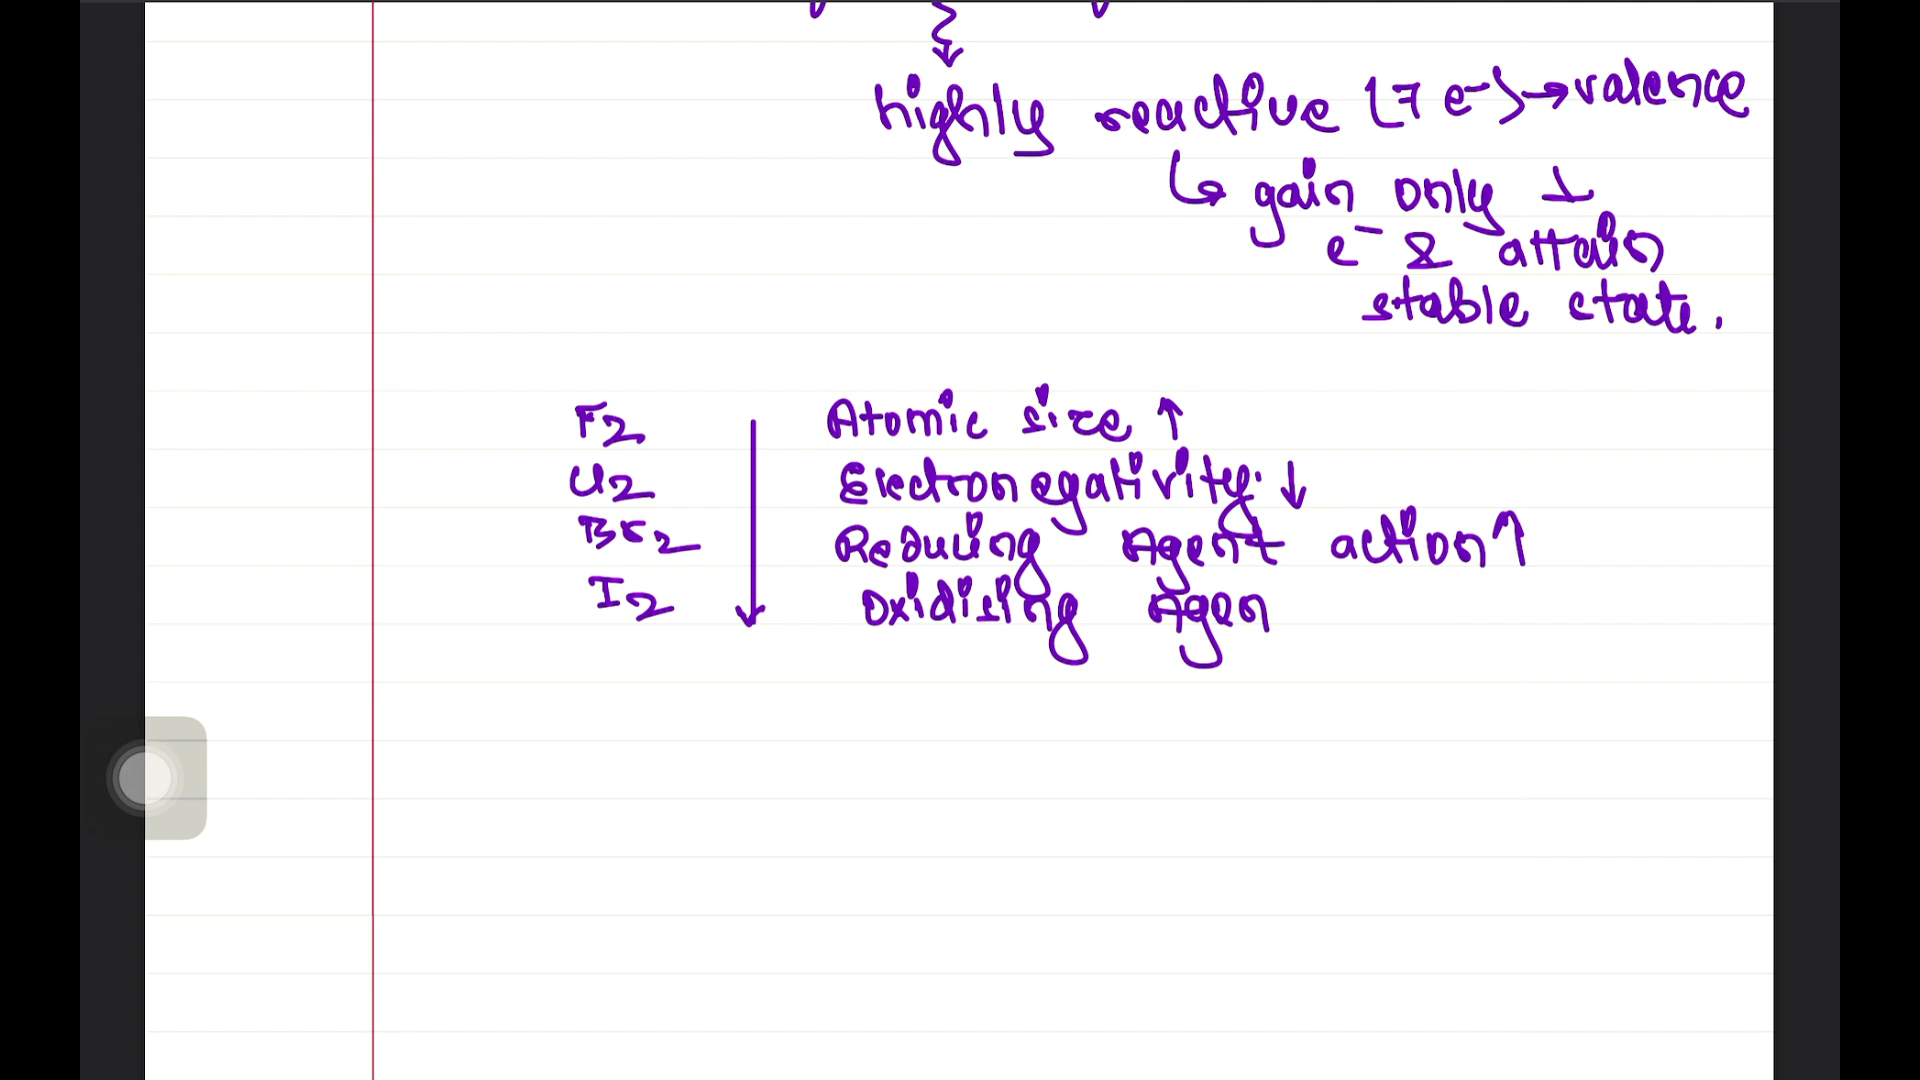 highly reactive (7 e-) → valence
↳ gain only 1
e- & attain
stable state.
F2 Atomic size ↑
Cl2 Electronegativity ↓
Br2 Reducing Agent action ↑
I2 Oxidising Agen